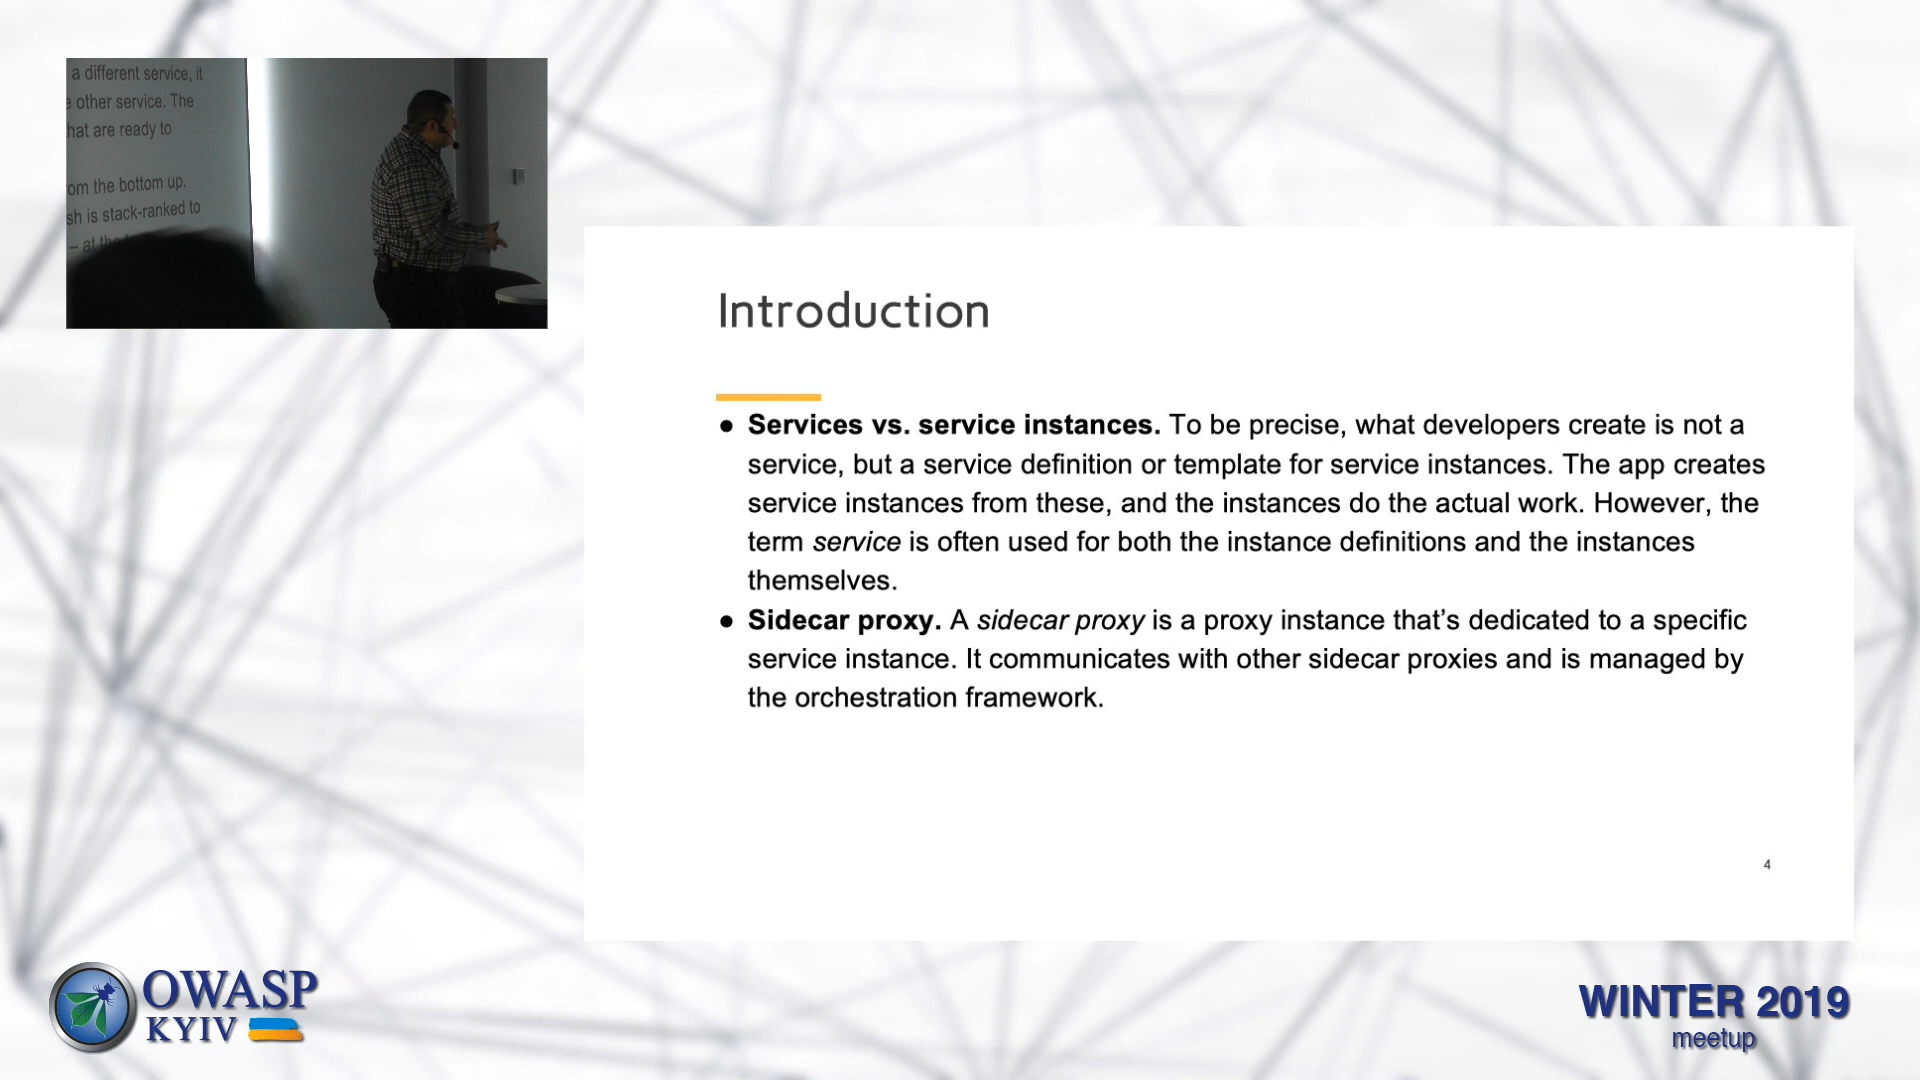 a different service, it
other service. The
hat are ready to
om the bottom up.
sh is stack-ranked to
– at the
Introduction
● Services vs. service instances. To be precise, what developers create is not a
service, but a service definition or template for service instances. The app creates
service instances from these, and the instances do the actual work. However, the
term service is often used for both the instance definitions and the instances
themselves.
● Sidecar proxy. A sidecar proxy is a proxy instance that’s dedicated to a specific
service instance. It communicates with other sidecar proxies and is managed by
the orchestration framework.
4
OWASP
KYIV
WINTER 2019
meetup